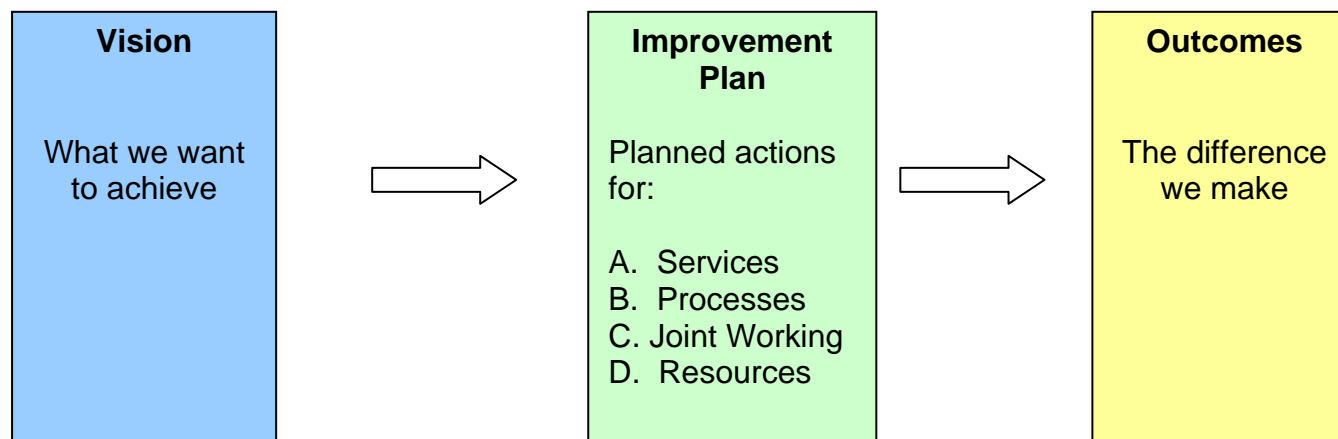 Vision
What we want
to achieve
Improvement
Plan
Planned actions
for:
A. Services
B. Processes
C. Joint Working
D. Resources
Outcomes
The difference
we make